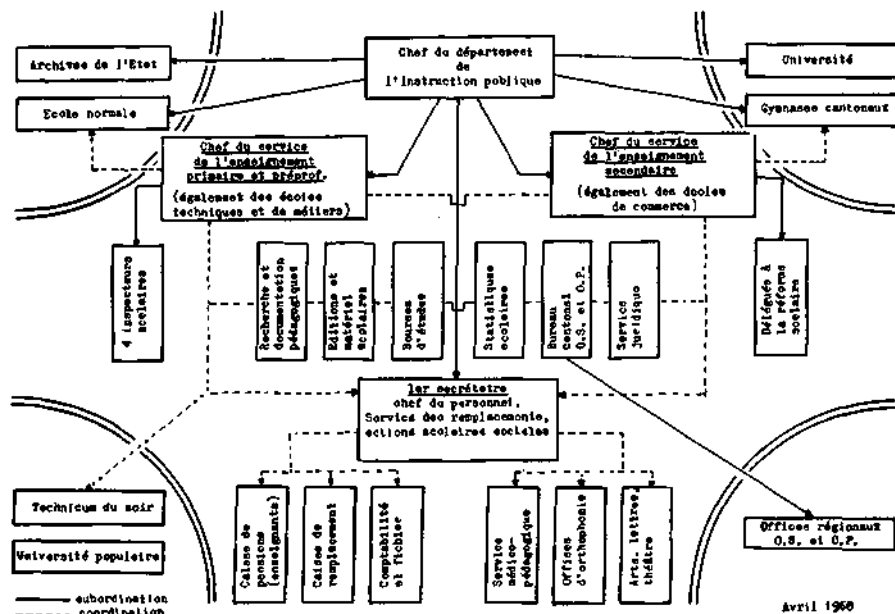 Archives de l'Etat
Ecole normale
Chef du département
de
l'Instruction publique
Université
Gymnases cantonaux
Chef du service
de l'enseignement
primaire et préprof.
(également des écoles
techniques et de métiers)
Chef du service
de l'enseignement
secondaire
(également des écoles
de commerce)
4 inspecteurs
scolaires
Recherche et
documentation
pédagogiques
Editions et
matériel
scolaires
Bourses
d'études
Statistiques
scolaires
Bureau
Cantonal
O.S. et O.P.
Service
juridique
Délégués à
la réforme
scolaire
1er secrétaire
chef du personnel,
Service des remplacements,
actions scolaires sociales
Technicum du soir
Université populaire
Caisse de
pensions
(enseignants)
Caisse de
remplacement
Comptabilité
et fichier
Service
médico-
pédagogique
Offices
d'orthophonie
Arts, lettres,
théâtre
Offices régionaux
O.S. et O.P.
subordination
coordination
Avril 1968